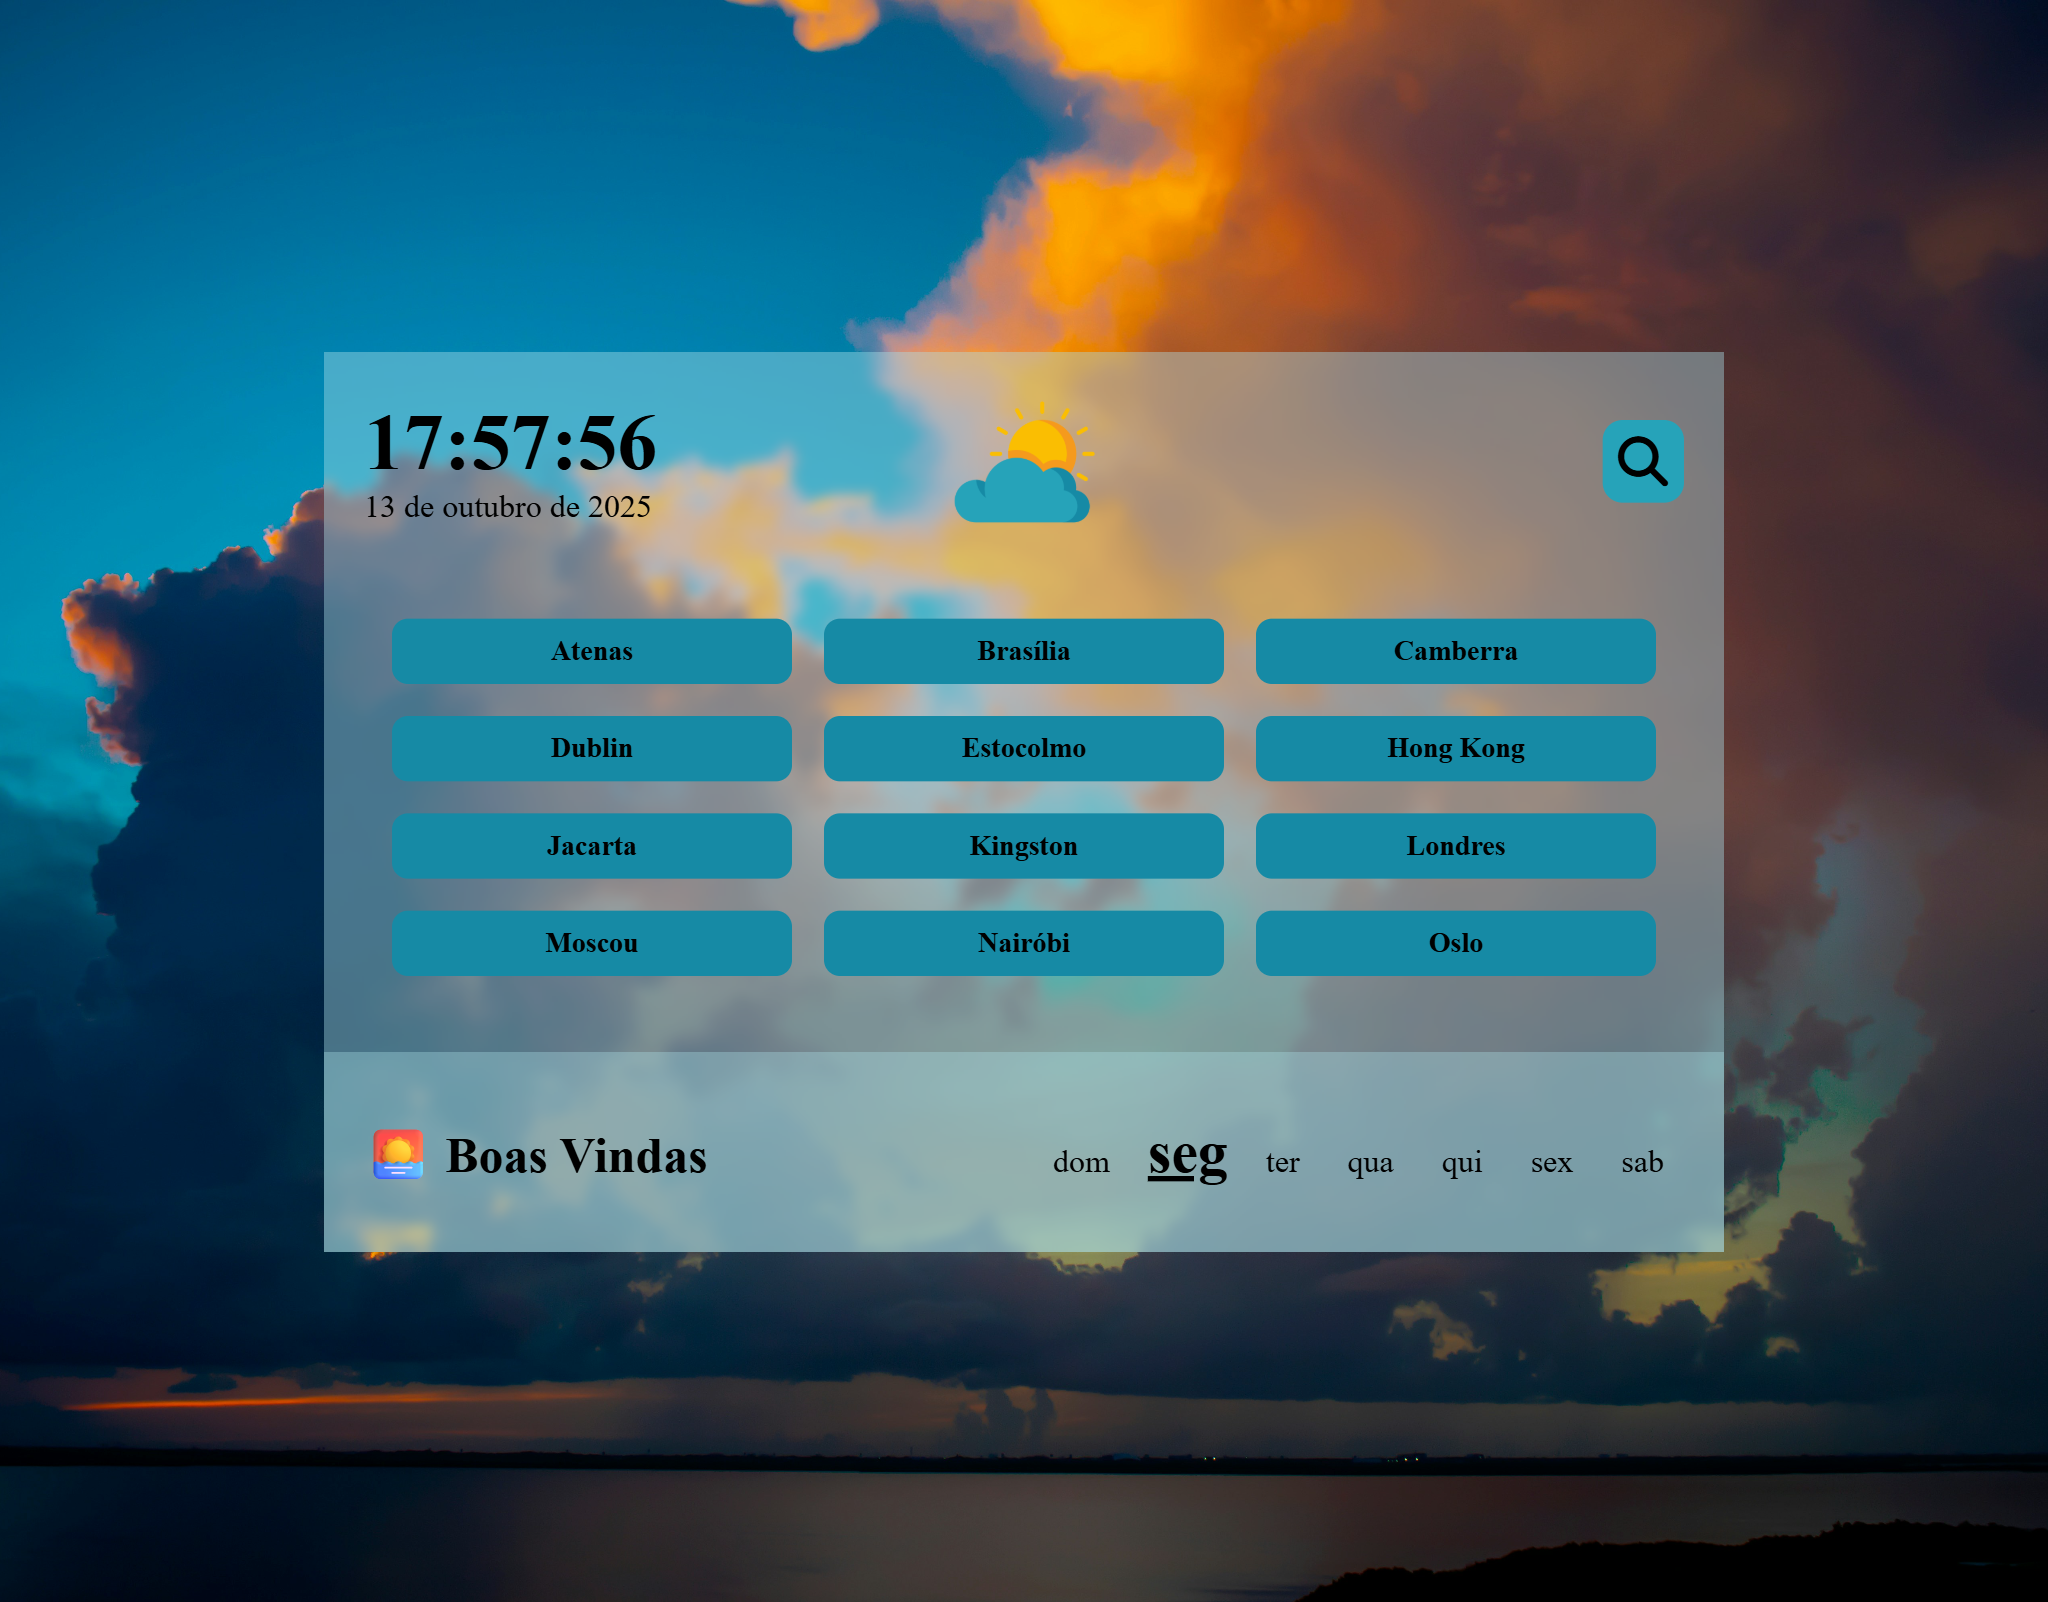 17:57:56
13 de outubro de 2025
Atenas
Brasília
Camberra
Dublin
Estocolmo
Hong Kong
Jacarta
Kingston
Londres
Moscou
Nairóbi
Oslo
Boas Vindas
dom seg ter qua qui sex sab